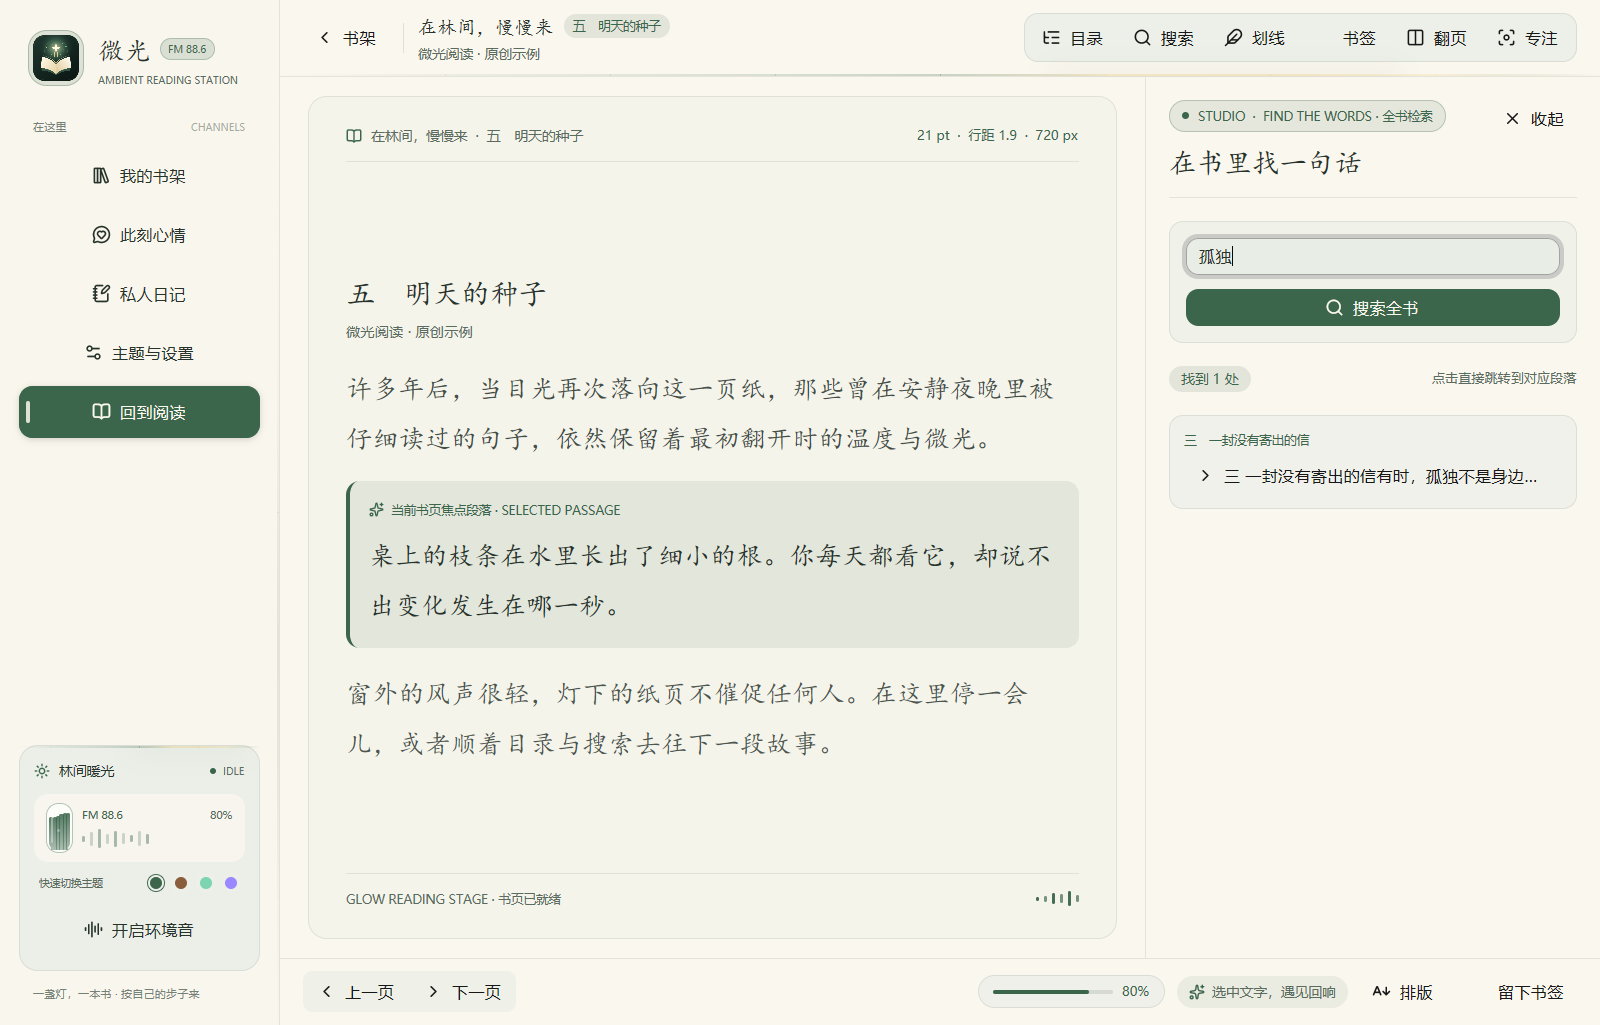 微光
FM 88.6
AMBIENT READING STATION
在这里
CHANNELS
我的书架
此刻心情
私人日记
主题与设置
回到阅读
林间暖光
IDLE
FM 88.6
80%
快速切换主题
开启环境音
一盏灯，一本书 · 按自己的步子来
书架
在林间，慢慢来
五　明天的种子
微光阅读 · 原创示例
目录
搜索
划线
书签
翻页
专注
在林间，慢慢来 · 五　明天的种子
21 pt · 行距 1.9 · 720 px
五　明天的种子
微光阅读 · 原创示例
许多年后，当目光再次落向这一页纸，那些曾在安静夜晚里被
仔细读过的句子，依然保留着最初翻开时的温度与微光。
当前书页焦点段落 · SELECTED PASSAGE
桌上的枝条在水里长出了细小的根。你每天都看它，却说不
出变化发生在哪一秒。
窗外的风声很轻，灯下的纸页不催促任何人。在这里停一会
儿，或者顺着目录与搜索去往下一段故事。
GLOW READING STAGE · 书页已就绪
上一页
下一页
80%
选中文字，遇见回响
排版
留下书签
STUDIO · FIND THE WORDS · 全书检索
收起
在书里找一句话
孤独
搜索全书
找到 1 处
点击直接跳转到对应段落
三　一封没有寄出的信
三 一封没有寄出的信有时，孤独不是身边...